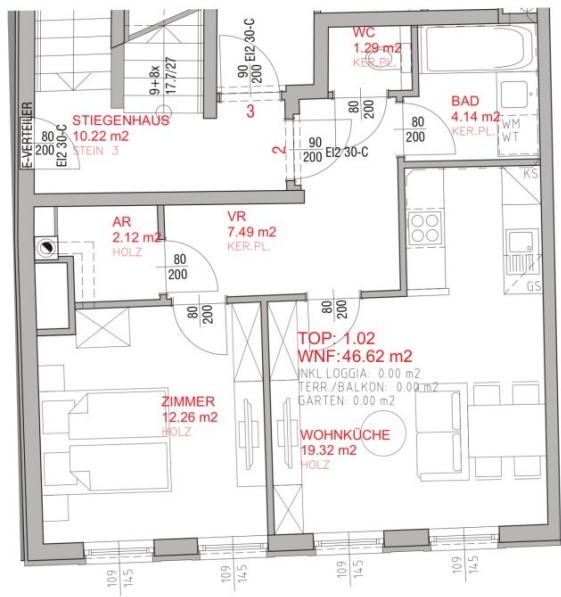 WC
1.29 m2
KER.PL.
BAD
4.14 m2
KER.PL.
WM
WT
9+8x
17.7/27
90
200
EI2 30-C
3
80
200
E-VERTEILER
80
200
EI2 30-C
STIEGENHAUS
10.22 m2
STEIN 3
2
90
200
EI2 30-C
80
200
KS
GS
AR
2.12 m2
HOLZ
VR
7.49 m2
KER.PL.
80
200
80
200
80
200
TOP: 1.02
WNF: 46.62 m2
INKL.LOGGIA: 0.00 m2
TERR./BALKON: 0.00 m2
GARTEN: 0.00 m2
ZIMMER
12.26 m2
HOLZ
WOHNKÜCHE
19.32 m2
HOLZ
109
145
109
145
109
145
109
145